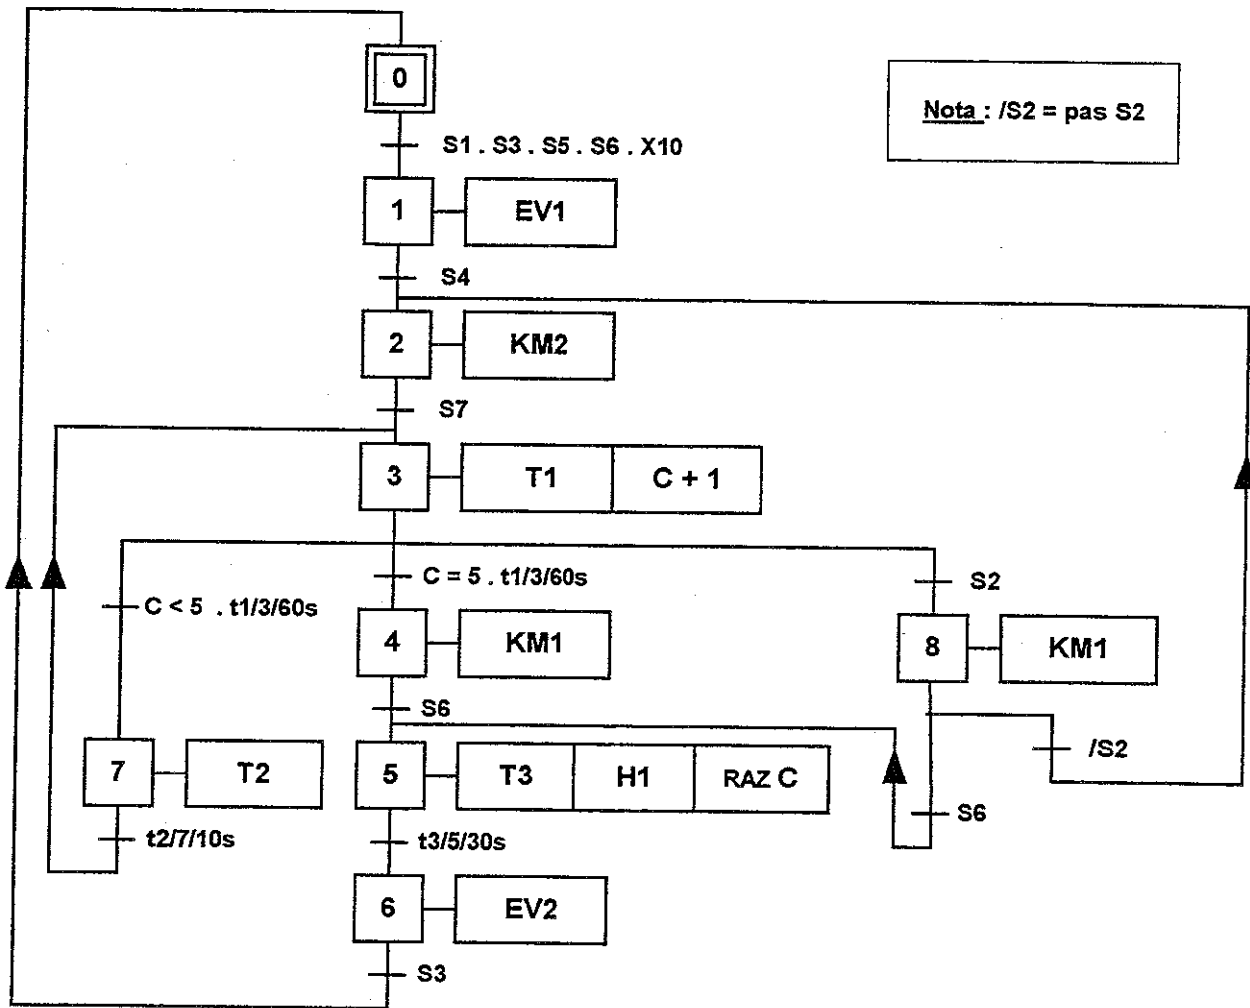 0
Nota : /S2 = pas S2
S1 . S3 . S5 . S6 . X10
1 EV1
S4
2 KM2
S7
3 T1 C + 1
C < 5 . t1/3/60s
C = 5 . t1/3/60s
S2
4 KM1
8 KM1
S6
/S2
7 T2
5 T3 H1 RAZ C
S6
t2/7/10s
t3/5/30s
6 EV2
S3